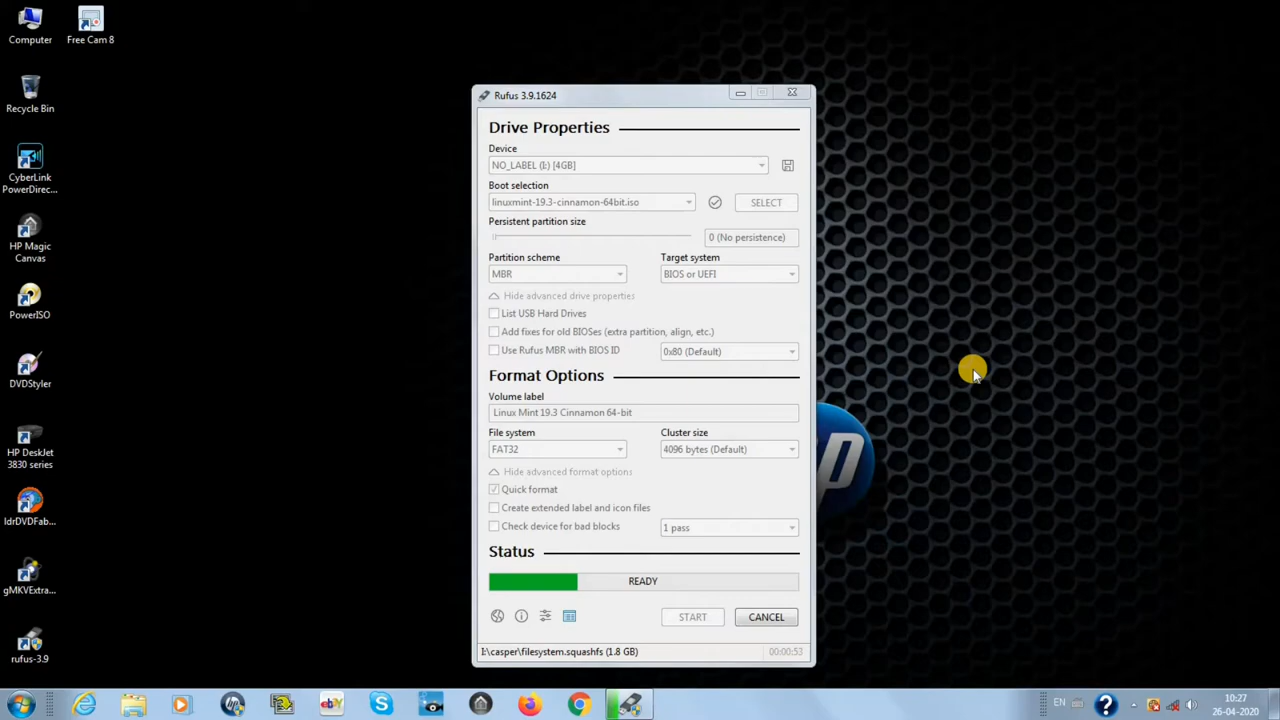 Computer
Free Cam 8
Recycle Bin
CyberLink
PowerDirec...
HP Magic
Canvas
PowerISO
DVDStyler
HP DeskJet
3830 series
ldrDVDFab...
gMKVExtra...
rufus-3.9
Rufus 3.9.1624
Drive Properties
Device
NO_LABEL (I:) [4GB]
Boot selection
linuxmint-19.3-cinnamon-64bit.iso
SELECT
Persistent partition size
0 (No persistence)
Partition scheme
Target system
MBR
BIOS or UEFI
Hide advanced drive properties
List USB Hard Drives
Add fixes for old BIOSes (extra partition, align, etc.)
Use Rufus MBR with BIOS ID
0x80 (Default)
Format Options
Volume label
Linux Mint 19.3 Cinnamon 64-bit
File system
Cluster size
FAT32
4096 bytes (Default)
Hide advanced format options
Quick format
Create extended label and icon files
Check device for bad blocks
1 pass
Status
READY
START
CANCEL
I:\casper\filesystem.squashfs (1.8 GB)
00:00:53
hp
EN
10:27
26-04-2020